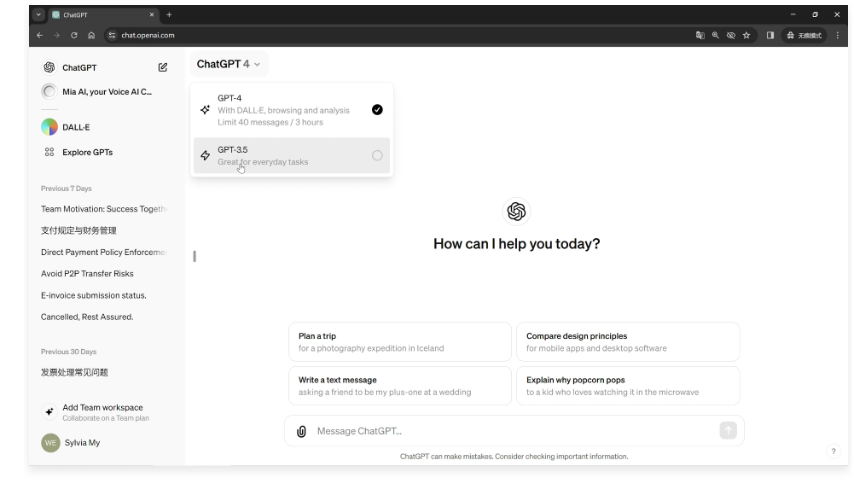 ChatGPT
chat.openai.com
无痕模式
ChatGPT
Mia AI, your Voice AI C...
DALL·E
Explore GPTs
Previous 7 Days
Team Motivation: Success Togeth
支付规定与财务管理
Direct Payment Policy Enforceme
Avoid P2P Transfer Risks
E-invoice submission status.
Cancelled, Rest Assured.
Previous 30 Days
发票处理常见问题
Add Team workspace
Collaborate on a Team plan
WE
Sylvia My
ChatGPT 4
GPT-4
With DALL·E, browsing and analysis
Limit 40 messages / 3 hours
GPT-3.5
Great for everyday tasks
How can I help you today?
Plan a trip
for a photography expedition in Iceland
Compare design principles
for mobile apps and desktop software
Write a text message
asking a friend to be my plus-one at a wedding
Explain why popcorn pops
to a kid who loves watching it in the microwave
Message ChatGPT...
ChatGPT can make mistakes. Consider checking important information.
?